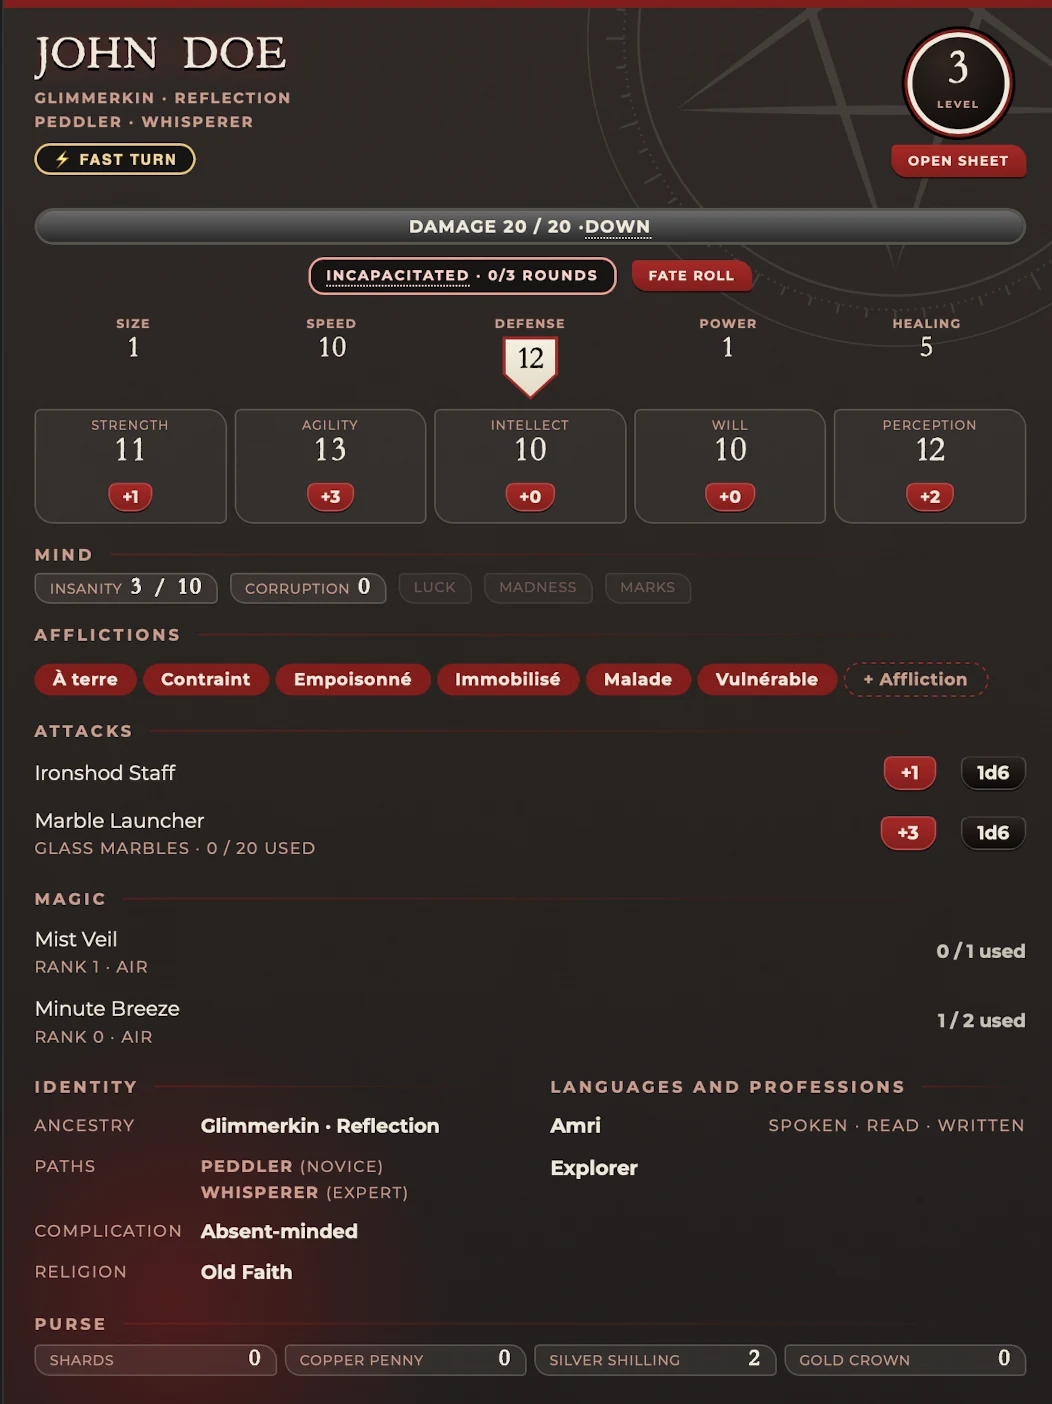 JOHN DOE
GLIMMERKIN · REFLECTION
PEDDLER · WHISPERER
⚡ FAST TURN
3
LEVEL
OPEN SHEET
DAMAGE 20 / 20 ·DOWN
INCAPACITATED · 0/3 ROUNDS
FATE ROLL
SIZE SPEED DEFENSE POWER HEALING
1 10 12 1 5
STRENGTH AGILITY INTELLECT WILL PERCEPTION
11 13 10 10 12
+1 +3 +0 +0 +2
MIND
INSANITY 3 / 10 CORRUPTION 0 LUCK MADNESS MARKS
AFFLICTIONS
À terre Contraint Empoisonné Immobilisé Malade Vulnérable + Affliction
ATTACKS
Ironshod Staff +1 1d6
Marble Launcher
GLASS MARBLES · 0 / 20 USED
+3 1d6
MAGIC
Mist Veil
RANK 1 · AIR
0 / 1 used
Minute Breeze
RANK 0 · AIR
1 / 2 used
IDENTITY
ANCESTRY Glimmerkin · Reflection
PATHS PEDDLER (NOVICE)
WHISPERER (EXPERT)
COMPLICATION Absent-minded
RELIGION Old Faith
LANGUAGES AND PROFESSIONS
Amri SPOKEN · READ · WRITTEN
Explorer
PURSE
SHARDS 0 COPPER PENNY 0 SILVER SHILLING 2 GOLD CROWN 0